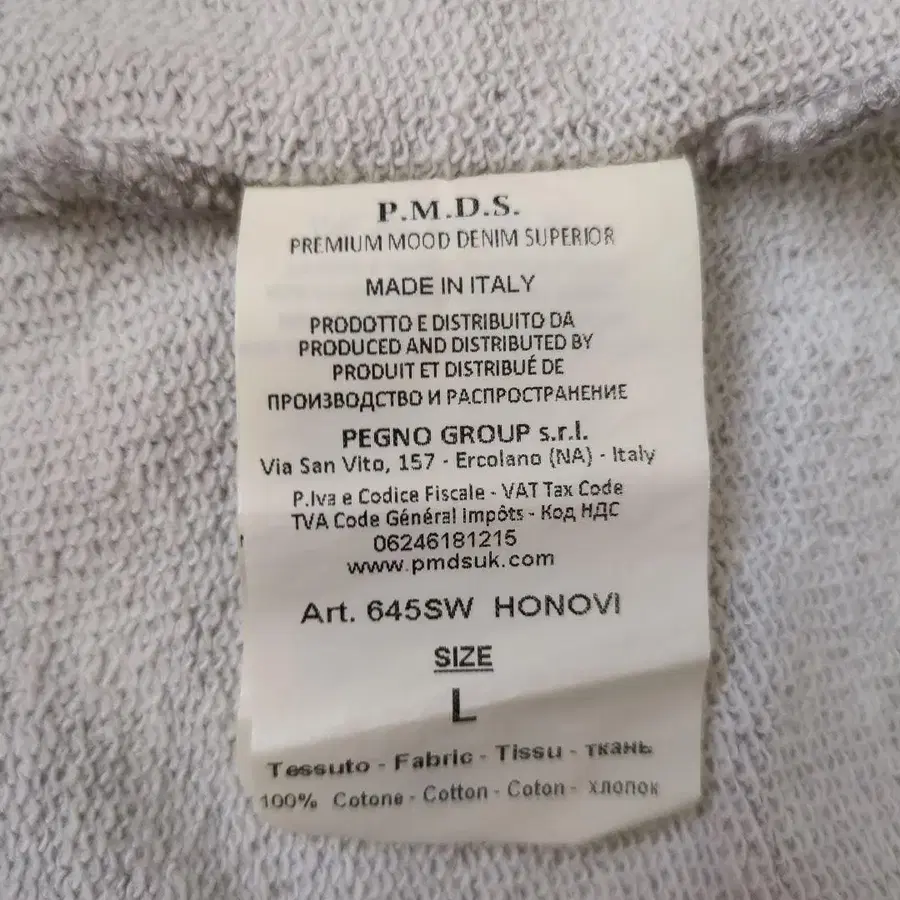 P.M.D.S.
PREMIUM MOOD DENIM SUPERIOR
MADE IN ITALY
PRODOTTO E DISTRIBUITO DA
PRODUCED AND DISTRIBUTED BY
PRODUIT ET DISTRIBUÉ DE
ПРОИЗВОДСТВО И РАСПРОСТРАНЕНИЕ
PEGNO GROUP s.r.l.
Via San Vito, 157 - Ercolano (NA) - Italy
P.Iva e Codice Fiscale - VAT Tax Code
TVA Code Général Impôts - Код НДС
06246181215
www.pmdsuk.com
Art. 645SW HONOVI
SIZE
L
Tessuto - Fabric - Tissu - ткань
100% Cotone - Cotton - Coton - хлопок